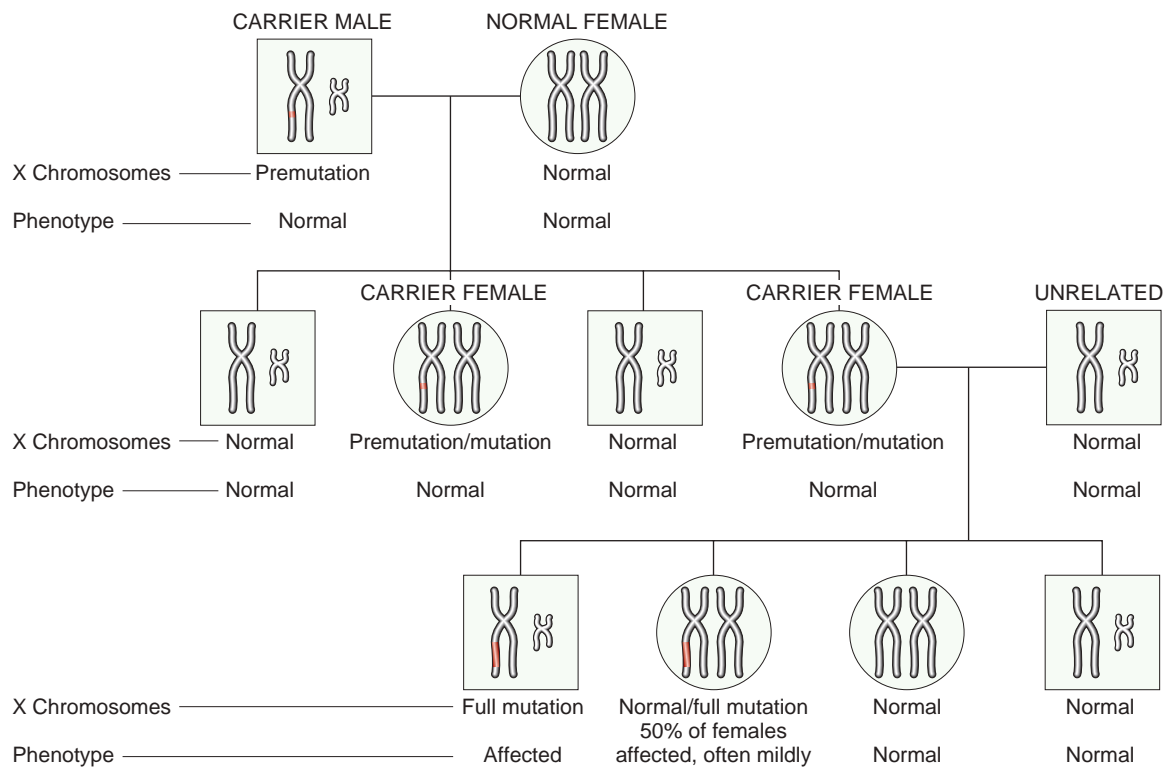 CARRIER MALE NORMAL FEMALE
X Chromosomes Premutation Normal
Phenotype Normal Normal
CARRIER FEMALE CARRIER FEMALE UNRELATED
X Chromosomes Normal Premutation/mutation Normal Premutation/mutation Normal
Phenotype Normal Normal Normal Normal Normal
X Chromosomes Full mutation Normal/full mutation Normal Normal
50% of females
Phenotype Affected affected, often mildly Normal Normal